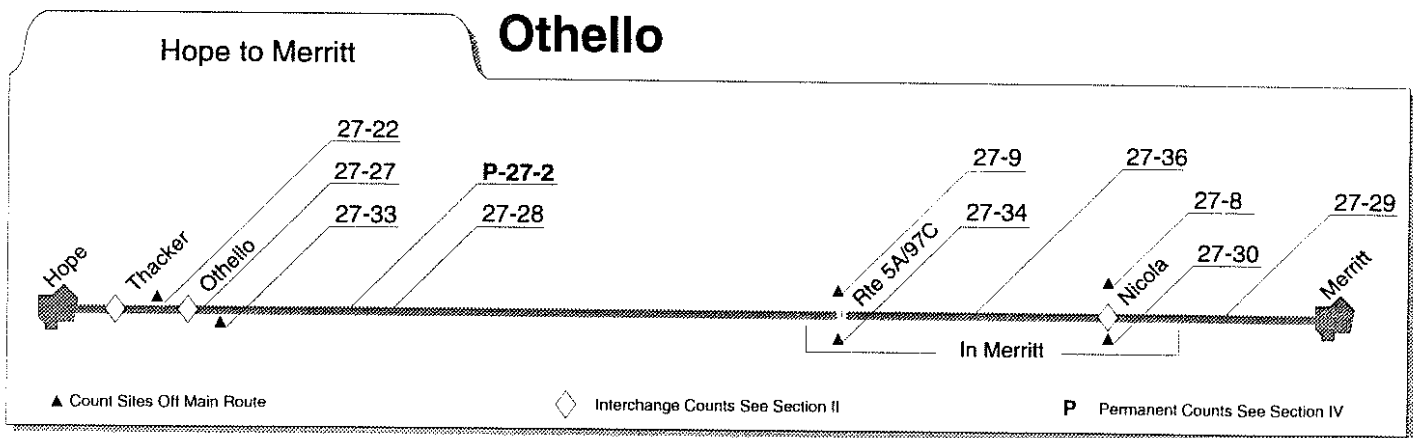 Othello
Hope to Merritt
27-22
27-27
27-33
P-27-2
27-28
27-9
27-34
27-36
27-8
27-30
27-29
Hope
Thacker
Othello
Rte 5A/97C
Nicola
Merritt
In Merritt
Count Sites Off Main Route
Interchange Counts See Section II
P Permanent Counts See Section IV